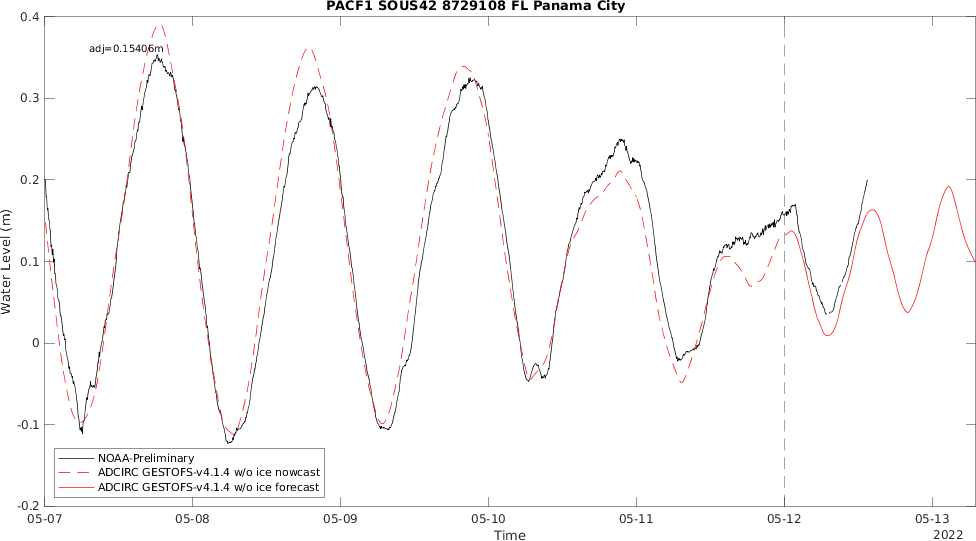 PACF1 SOUS42 8729108 FL Panama City
0.4
adj=0.15406m
0.3
0.2
Water Level (m)
0.1
0
-0.1
NOAA-Preliminary
ADCIRC GESTOFS-v4.1.4 w/o ice nowcast
ADCIRC GESTOFS-v4.1.4 w/o ice forecast
-0.2
05-07 05-08 05-09 05-10 05-11 05-12 05-13
Time 2022